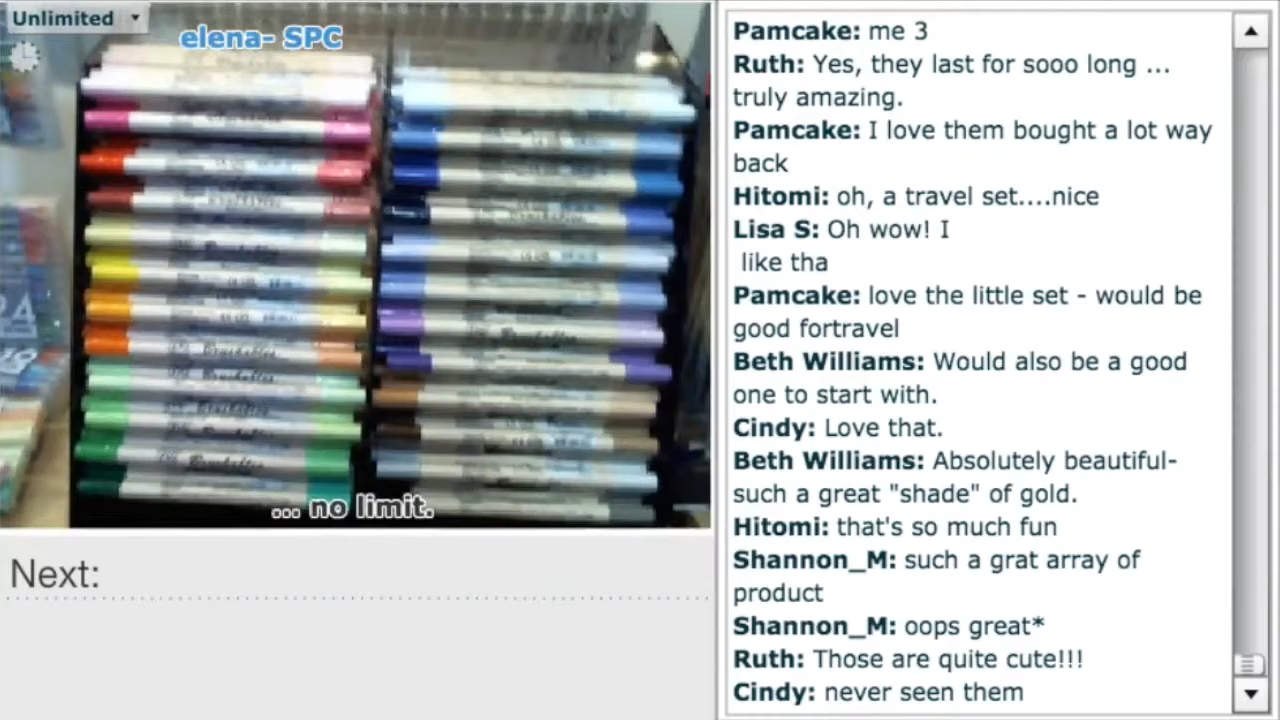 Unlimited
elena- SPC
Brushables
Brushables
Brushables
Brushables
... no limit.
Next:
Pamcake: me 3
Ruth: Yes, they last for sooo long ...
truly amazing.
Pamcake: I love them bought a lot way
back
Hitomi: oh, a travel set....nice
Lisa S: Oh wow! I
like tha
Pamcake: love the little set - would be
good fortravel
Beth Williams: Would also be a good
one to start with.
Cindy: Love that.
Beth Williams: Absolutely beautiful-
such a great "shade" of gold.
Hitomi: that's so much fun
Shannon_M: such a grat array of
product
Shannon_M: oops great*
Ruth: Those are quite cute!!!
Cindy: never seen them